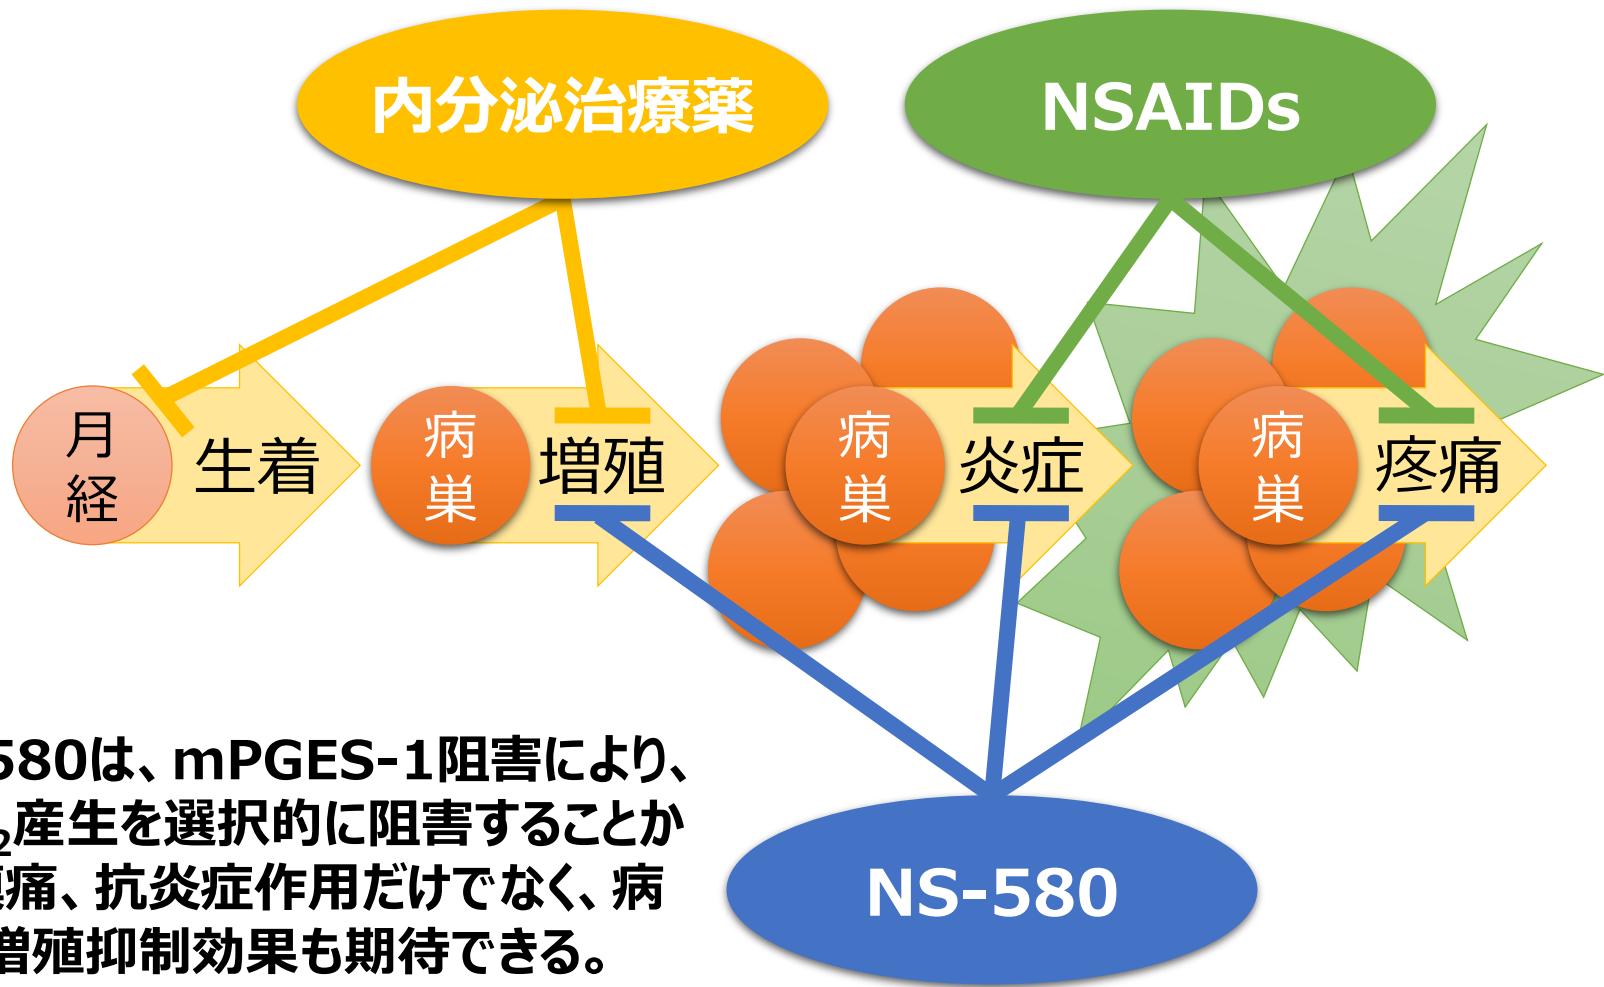 内分泌治療薬
NSAIDs
月経
生着
病巣
増殖
病巣
炎症
病巣
疼痛
580は、mPGES-1阻害により、
₂産生を選択的に阻害することか
痛、抗炎症作用だけでなく、病
増殖抑制効果も期待できる。
NS-580